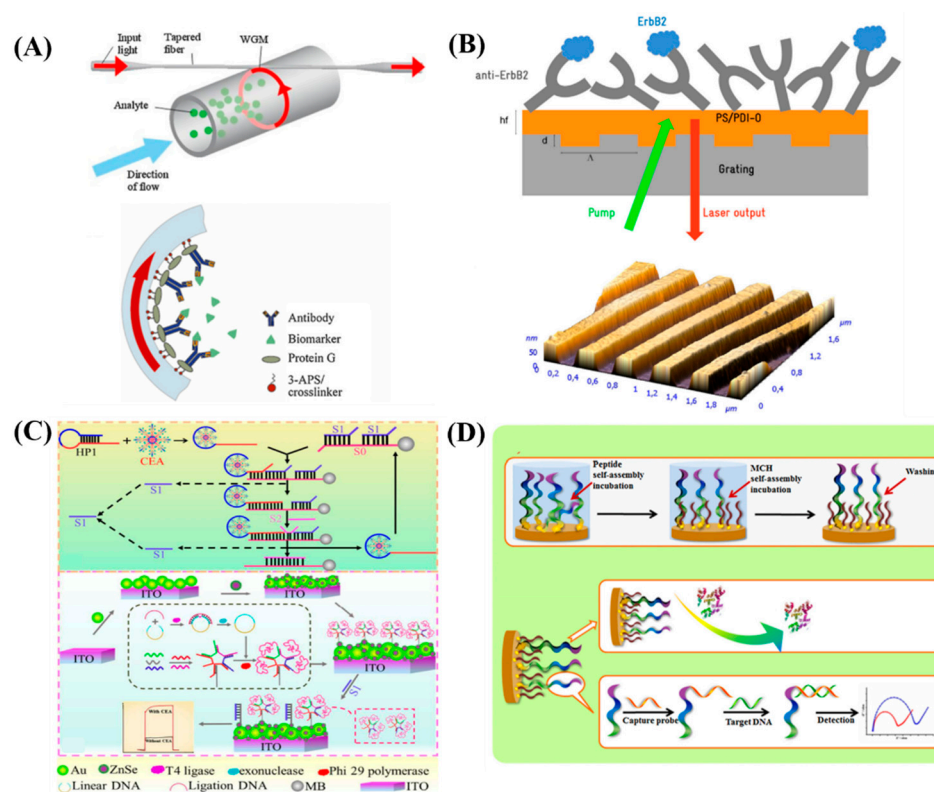 (A)
Input
light
Tapered
fiber
WGM
Analyte
Direction
of flow
Antibody
Biomarker
Protein G
3-APS/
crosslinker
(B)
ErbB2
anti-ErbB2
hf
PS/PDI-O
d
Λ
Grating
Pump
Laser output
nm
50
0
0 0,2 0,4 0,6 0,8 1 1,2 1,4 1,6 1,8 μm
0 0,4 0,8 1,2 1,6 μm
(C)
HP1
+
CEA
S1 S1
S0
S1
S1
S2
S1
ITO
ITO
ITO
Au
ITO
S1
With CEA
Without CEA
ITO
Au ZnSe T4 ligase exonuclease Phi 29 polymerase
Linear DNA Ligation DNA MB ITO
(D)
Peptide
self-assembly
incubation
MCH
self-assembly
incubation
Washin
Capture probe
Target DNA
Detection